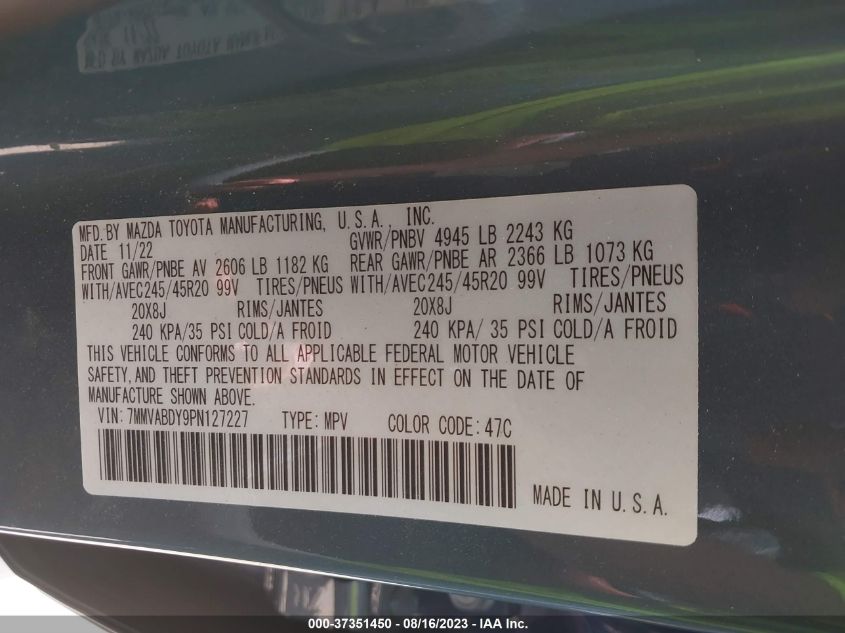 MFD. BY MAZDA TOYOTA MANUFACTURING, U.S.A., INC.
DATE 11/22 GVWR/PNBV 4945 LB 2243 KG
FRONT GAWR/PNBE AV 2606 LB 1182 KG REAR GAWR/PNBE AR 2366 LB 1073 KG
WITH/AVEC245/45R20 99V TIRES/PNEUS WITH/AVEC245/45R20 99V TIRES/PNEUS
20X8J RIMS/JANTES 20X8J RIMS/JANTES
240 KPA/35 PSI COLD/A FROID 240 KPA/ 35 PSI COLD/A FROID
THIS VEHICLE CONFORMS TO ALL APPLICABLE FEDERAL MOTOR VEHICLE
SAFETY, AND THEFT PREVENTION STANDARDS IN EFFECT ON THE DATE OF
MANUFACTURE SHOWN ABOVE.
VIN: 7MMVABDY9PN127227 TYPE: MPV COLOR CODE: 47C
MADE IN U.S.A.
000-37351450 - 08/16/2023 - IAA Inc.